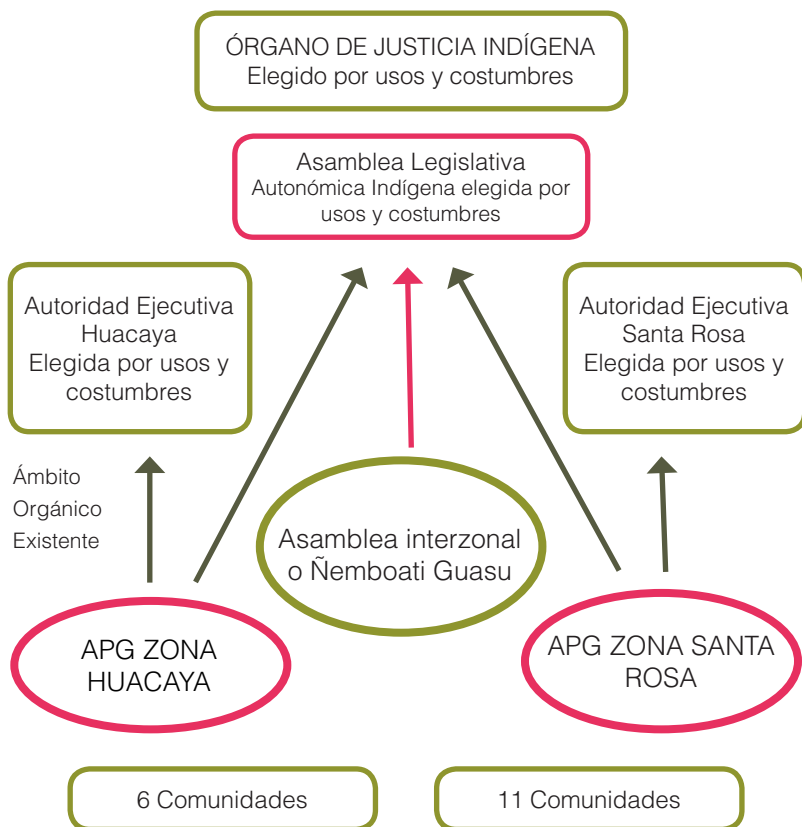 ÓRGANO DE JUSTICIA INDÍGENA
Elegido por usos y costumbres
Asamblea Legislativa
Autonómica Indígena elegida por
usos y costumbres
Autoridad Ejecutiva
Huacaya
Elegida por usos y
costumbres
Autoridad Ejecutiva
Santa Rosa
Elegida por usos y
costumbres
Ámbito
Orgánico
Existente
Asamblea interzonal
o Ñemboati Guasu
APG ZONA
HUACAYA
APG ZONA SANTA
ROSA
6 Comunidades
11 Comunidades